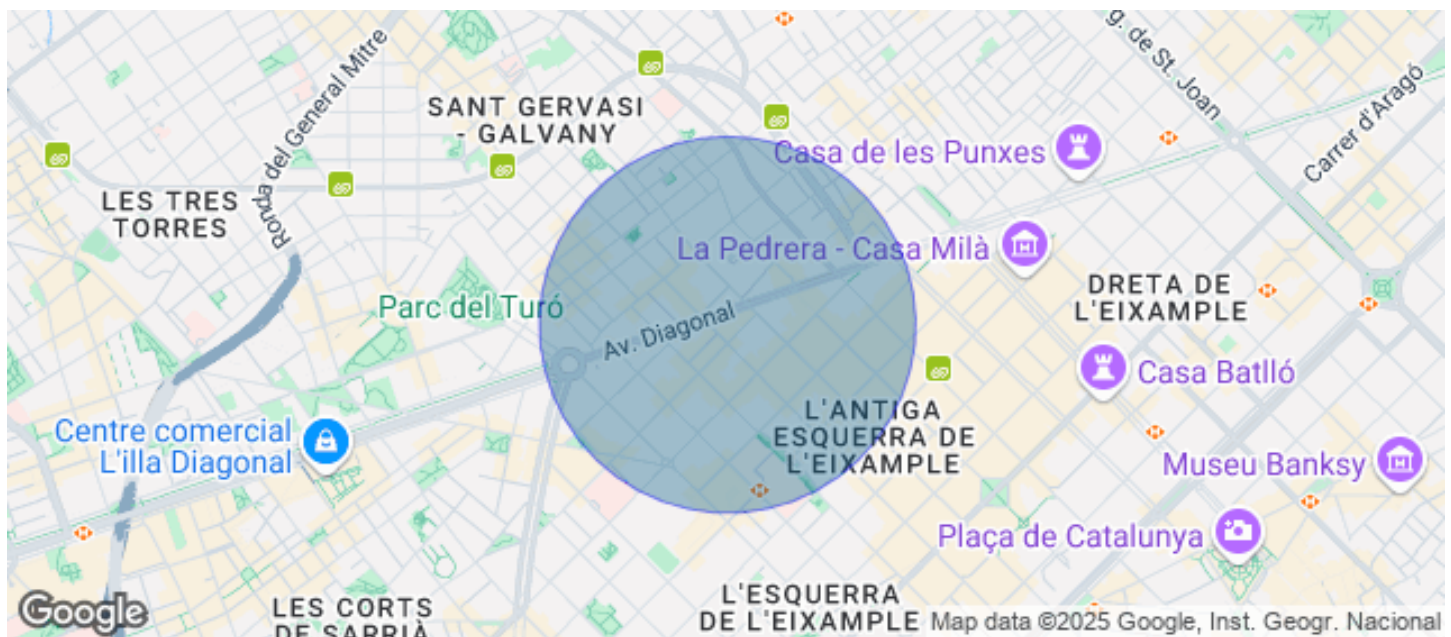 g. de St. Joan
Carrer d'Aragó
Ronda del General Mitre
SANT GERVASI
- GALVANY
Casa de les Punxes
LES TRES
TORRES
La Pedrera - Casa Milà
DRETA DE
L'EIXAMPLE
Parc del Turó
Av. Diagonal
Casa Batlló
L'ANTIGA
ESQUERRA DE
L'EIXAMPLE
Centre comercial
L'illa Diagonal
Museu Banksy
Plaça de Catalunya
L'ESQUERRA
DE L'EIXAMPLE
LES CORTS
DE SARRIÀ
Google
Map data ©2025 Google, Inst. Geogr. Nacional